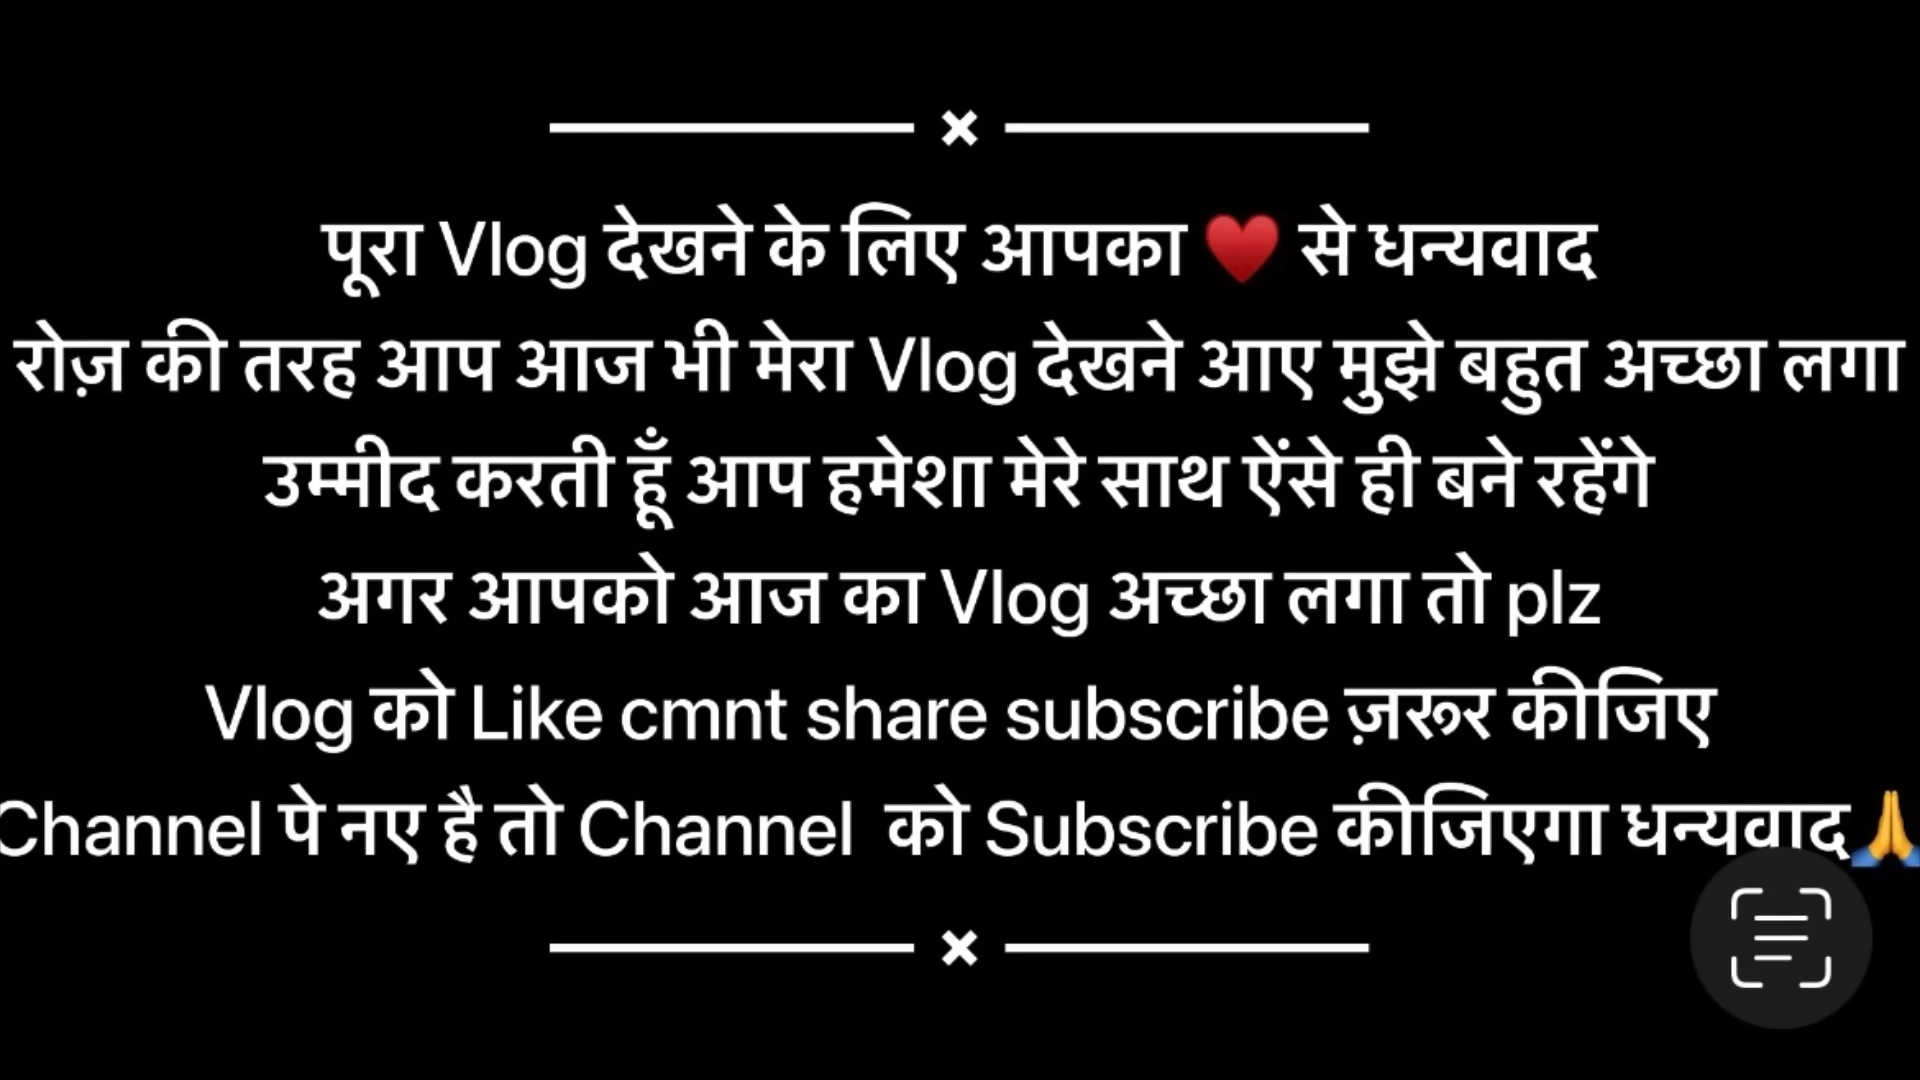 पूरा Vlog देखने के लिए आपका ♥️ से धन्यवाद
रोज़ की तरह आप आज भी मेरा Vlog देखने आए मुझे बहुत अच्छा लगा
उम्मीद करती हूँ आप हमेशा मेरे साथ ऐंसे ही बने रहेंगे
अगर आपको आज का Vlog अच्छा लगा तो plz
Vlog को Like cmnt share subscribe ज़रूर कीजिए
Channel पे नए है तो Channel को Subscribe कीजिएगा धन्यवाद🙏